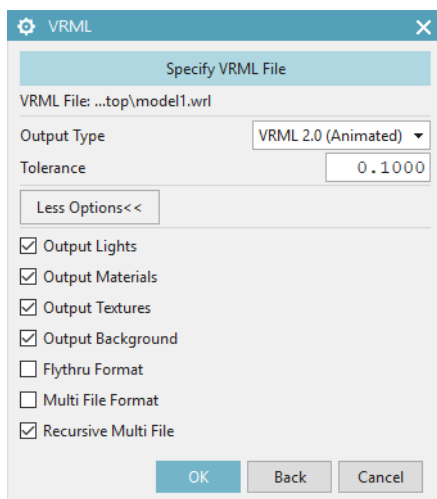 VRML
Specify VRML File
VRML File: ...top\model1.wrl
Output Type VRML 2.0 (Animated)
Tolerance 0.1000
Less Options<<
Output Lights
Output Materials
Output Textures
Output Background
Flythru Format
Multi File Format
Recursive Multi File
OK Back Cancel